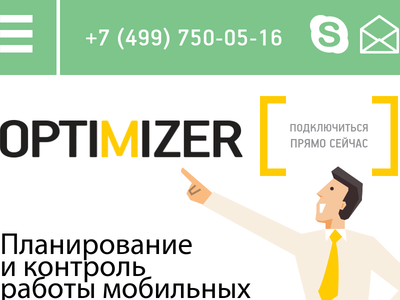 +7 (499) 750-05-16
OPTIMIZER
ПОДКЛЮЧИТЬСЯ
ПРЯМО СЕЙЧАС
Планирование
и контроль
работы мобильных